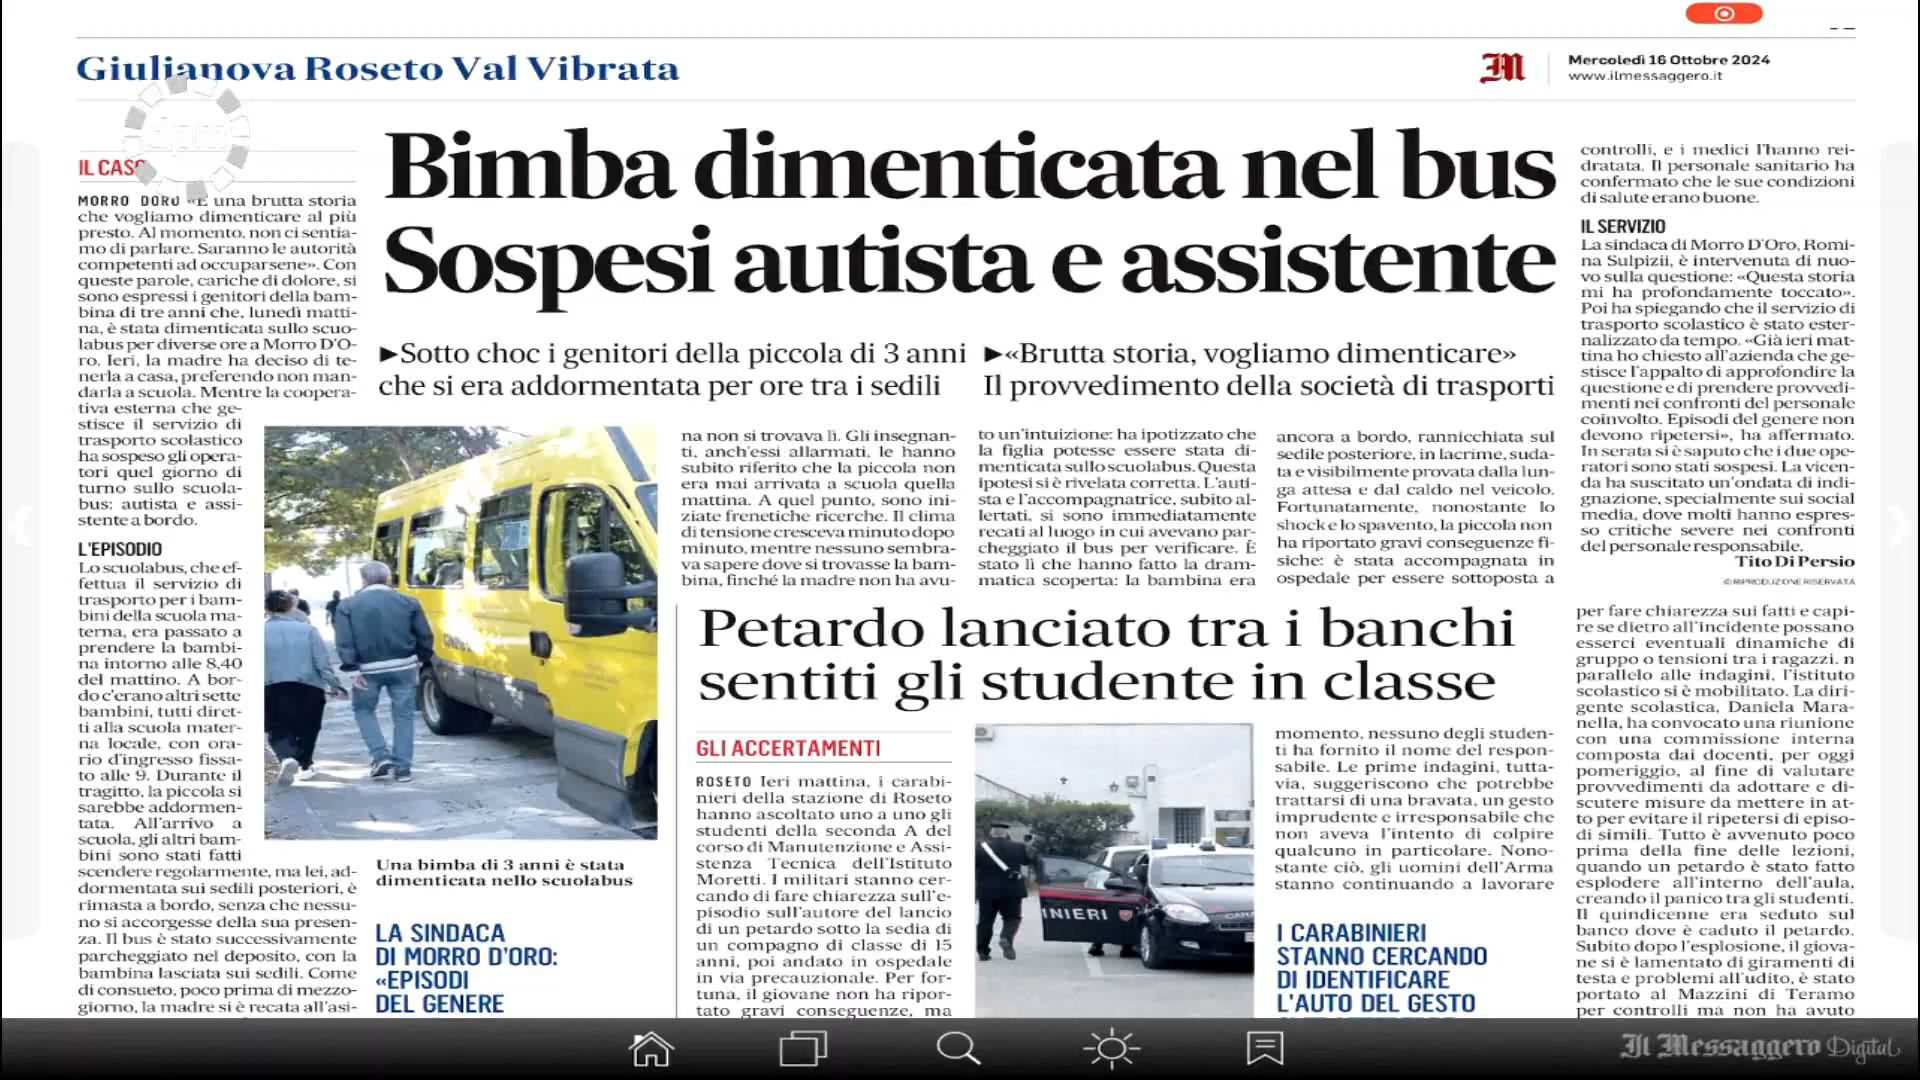 Giulianova Roseto Val Vibrata
M
Mercoledì 16 Ottobre 2024
www.ilmessaggero.it
dpm
Bimba dimenticata nel bus
Sospesi autista e assistente
►Sotto choc i genitori della piccola di 3 anni
che si era addormentata per ore tra i sedili
►«Brutta storia, vogliamo dimenticare»
Il provvedimento della società di trasporti
IL CASO
MORRO DORO «È una brutta storia
che vogliamo dimenticare al più
presto. Al momento, non ci sentia-
mo di parlare. Saranno le autorità
competenti ad occuparsene». Con
queste parole, cariche di dolore, si
sono espressi i genitori della bam-
bina di tre anni che, lunedì matti-
na, è stata dimenticata sullo scuo-
labus per diverse ore a Morro D'O-
ro. Ieri, la madre ha deciso di te-
nerla a casa, preferendo non man-
darla a scuola. Mentre la coopera-
tiva esterna che ge-
stisce il servizio di
trasporto scolastico
ha sospeso gli opera-
tori quel giorno di
turno sullo scuola-
bus: autista e assi-
stente a bordo.
L'EPISODIO
Lo scuolabus, che ef-
fettua il servizio di
trasporto per i bam-
bini della scuola ma-
terna, era passato a
prendere la bambi-
na intorno alle 8,40
del mattino. A bor-
do c'erano altri sette
bambini, tutti diret-
ti alla scuola mater-
na locale, con ora-
rio d'ingresso fissa-
to alle 9. Durante il
tragitto, la piccola si
sarebbe addormen-
tata. All'arrivo a
scuola, gli altri bam-
bini sono stati fatti
scendere regolarmente, ma lei, ad-
dormentata sui sedili posteriori, è
rimasta a bordo, senza che nessu-
no si accorgesse della sua presen-
za. Il bus è stato successivamente
parcheggiato nel deposito, con la
bambina lasciata sui sedili. Come
di consueto, poco prima di mezzo-
giorno, la madre si è recata all'asi-
Una bimba di 3 anni è stata
dimenticata nello scuolabus
LA SINDACA
DI MORRO D'ORO:
«EPISODI
DEL GENERE
na non si trovava lì. Gli insegnan-
ti, anch'essi allarmati, le hanno
subito riferito che la piccola non
era mai arrivata a scuola quella
mattina. A quel punto, sono ini-
ziate frenetiche ricerche. Il clima
di tensione cresceva minuto dopo
minuto, mentre nessuno sembra-
va sapere dove si trovasse la bam-
bina, finché la madre non ha avu-
to un'intuizione: ha ipotizzato che
la figlia potesse essere stata di-
menticata sullo scuolabus. Questa
ipotesi si è rivelata corretta. L'auti-
sta e l'accompagnatrice, subito al-
lertati, si sono immediatamente
recati al luogo in cui avevano par-
cheggiato il bus per verificare. È
stato lì che hanno fatto la dram-
matica scoperta: la bambina era
ancora a bordo, rannicchiata sul
sedile posteriore, in lacrime, suda-
ta e visibilmente provata dalla lun-
ga attesa e dal caldo nel veicolo.
Fortunatamente, nonostante lo
shock e lo spavento, la piccola non
ha riportato gravi conseguenze fi-
siche: è stata accompagnata in
ospedale per essere sottoposta a
controlli, e i medici l'hanno rei-
dratata. Il personale sanitario ha
confermato che le sue condizioni
di salute erano buone.
IL SERVIZIO
La sindaca di Morro D'Oro, Romi-
na Sulpizii, è intervenuta di nuo-
vo sulla questione: «Questa storia
mi ha profondamente toccato».
Poi ha spiegando che il servizio di
trasporto scolastico è stato ester-
nalizzato da tempo. «Già ieri mat-
tina ho chiesto all'azienda che ge-
stisce l'appalto di approfondire la
questione e di prendere provvedi-
menti nei confronti del personale
coinvolto. Episodi del genere non
devono ripetersi», ha affermato.
In serata si è saputo che i due ope-
ratori sono stati sospesi. La vicen-
da ha suscitato un'ondata di indi-
gnazione, specialmente sui social
media, dove molti hanno espres-
so critiche severe nei confronti
del personale responsabile.
Tito Di Persio
© RIPRODUZIONE RISERVATA
Petardo lanciato tra i banchi
sentiti gli studente in classe
GLI ACCERTAMENTI
ROSETO Ieri mattina, i carabi-
nieri della stazione di Roseto
hanno ascoltato uno a uno gli
studenti della seconda A del
corso di Manutenzione e Assi-
stenza Tecnica dell'Istituto
Moretti. I militari stanno cer-
cando di fare chiarezza sull'e-
pisodio sull'autore del lancio
di un petardo sotto la sedia di
un compagno di classe di 15
anni, poi andato in ospedale
in via precauzionale. Per for-
tuna, il giovane non ha ripor-
tato gravi conseguenze, ma
INIERI
momento, nessuno degli studen-
ti ha fornito il nome del respon-
sabile. Le prime indagini, tutta-
via, suggeriscono che potrebbe
trattarsi di una bravata, un gesto
imprudente e irresponsabile che
non aveva l'intento di colpire
qualcuno in particolare. Nono-
stante ciò, gli uomini dell'Arma
stanno continuando a lavorare
I CARABINIERI
STANNO CERCANDO
DI IDENTIFICARE
L'AUTO DEL GESTO
per fare chiarezza sui fatti e capi-
re se dietro all'incidente possano
esserci eventuali dinamiche di
gruppo o tensioni tra i ragazzi. n
parallelo alle indagini, l'istituto
scolastico si è mobilitato. La diri-
gente scolastica, Daniela Mara-
nella, ha convocato una riunione
con una commissione interna
composta dai docenti, per oggi
pomeriggio, al fine di valutare
provvedimenti da adottare e di-
scutere misure da mettere in at-
to per evitare il ripetersi di episo-
di simili. Tutto è avvenuto poco
prima della fine delle lezioni,
quando un petardo è stato fatto
esplodere all'interno dell'aula,
creando il panico tra gli studenti.
Il quindicenne era seduto sul
banco dove è caduto il petardo.
Subito dopo l'esplosione, il giova-
ne si è lamentato di giramenti di
testa e problemi all'udito, è stato
portato al Mazzini di Teramo
per controlli ma non ha avuto
Il Messaggero Digital